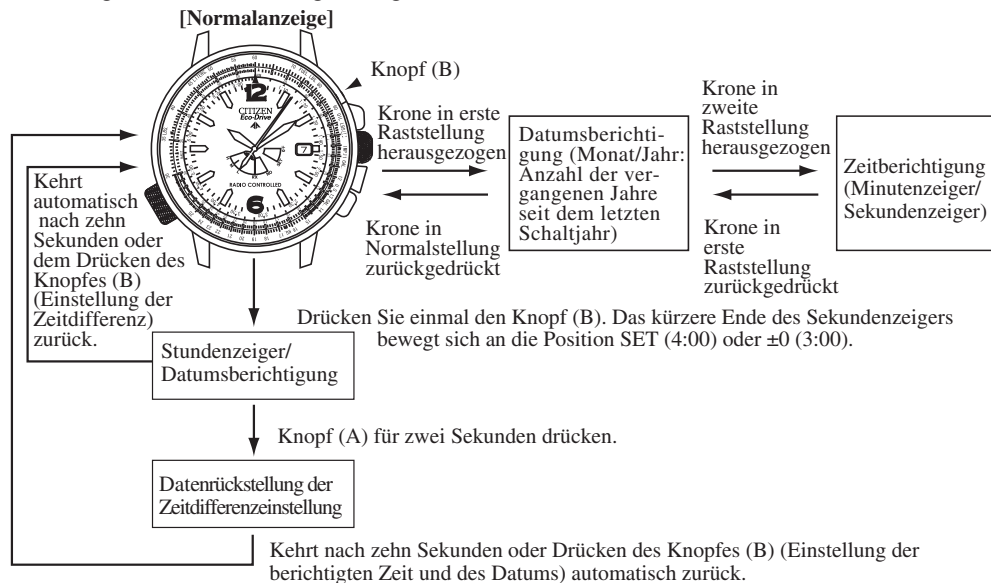 [Normalanzeige]
Knopf (B)
12
CITIZEN
Eco-Drive
7
RADIO CONTROLLED
6
Krone in erste
Raststellung
herausgezogen
Krone in
Normalstellung
zurückgedrückt
Datumsberichti-
gung (Monat/Jahr:
Anzahl der ver-
gangenen Jahre
seit dem letzten
Schaltjahr)
Krone in
zweite
Raststellung
herausgezogen
Krone in
erste
Raststellung
zurückgedrückt
Zeitberichtigung
(Minutenzeiger/
Sekundenzeiger)
Kehrt
automatisch
nach zehn
Sekunden oder
dem Drücken des
Knopfes (B)
(Einstellung der
Zeitdifferenz)
zurück.
Drücken Sie einmal den Knopf (B). Das kürzere Ende des Sekundenzeigers
bewegt sich an die Position SET (4:00) oder ±0 (3:00).
Stundenzeiger/
Datumsberichtigung
Knopf (A) für zwei Sekunden drücken.
Datenrückstellung der
Zeitdifferenzeinstellung
Kehrt nach zehn Sekunden oder Drücken des Knopfes (B) (Einstellung der
berichtigten Zeit und des Datums) automatisch zurück.